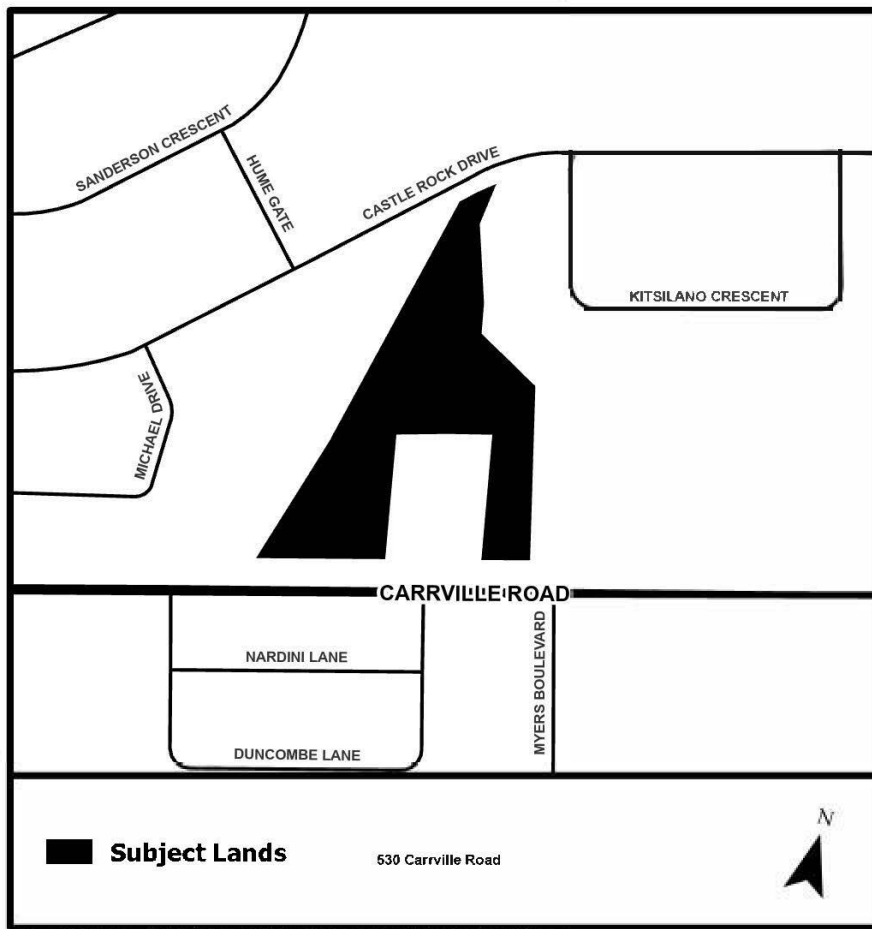 SANDERSON CRESCENT
HUME GATE
CASTLE ROCK DRIVE
KITSILANO CRESCENT
MICHAEL DRIVE
CARRVILLE ROAD
NARDINI LANE
MYERS BOULEVARD
DUNCOMBE LANE
N
Subject Lands
530 Carrville Road